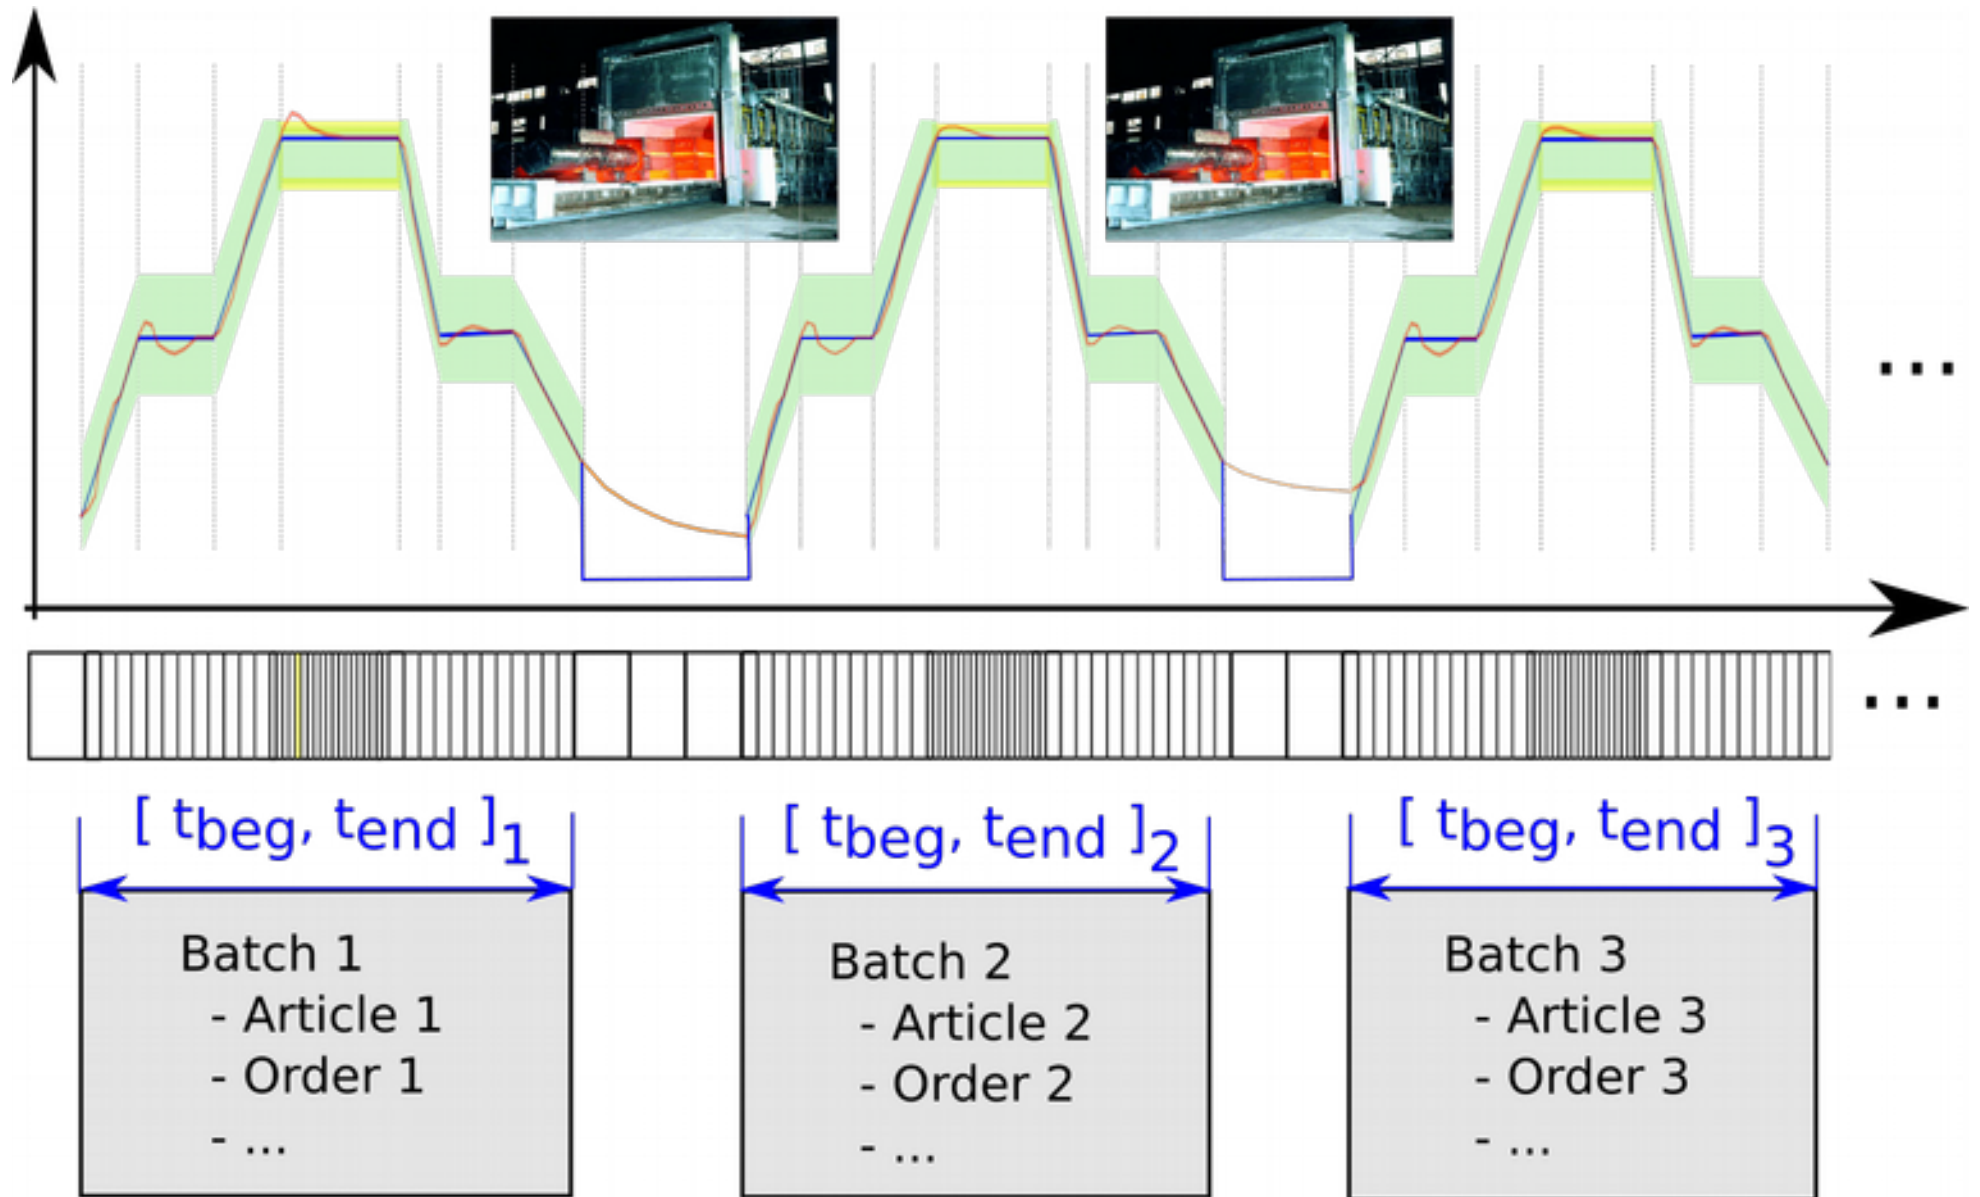 ...
...
[ tbeg, tend ]1
[ tbeg, tend ]2
[ tbeg, tend ]3
Batch 1
- Article 1
- Order 1
- ...
Batch 2
- Article 2
- Order 2
- ...
Batch 3
- Article 3
- Order 3
- ...